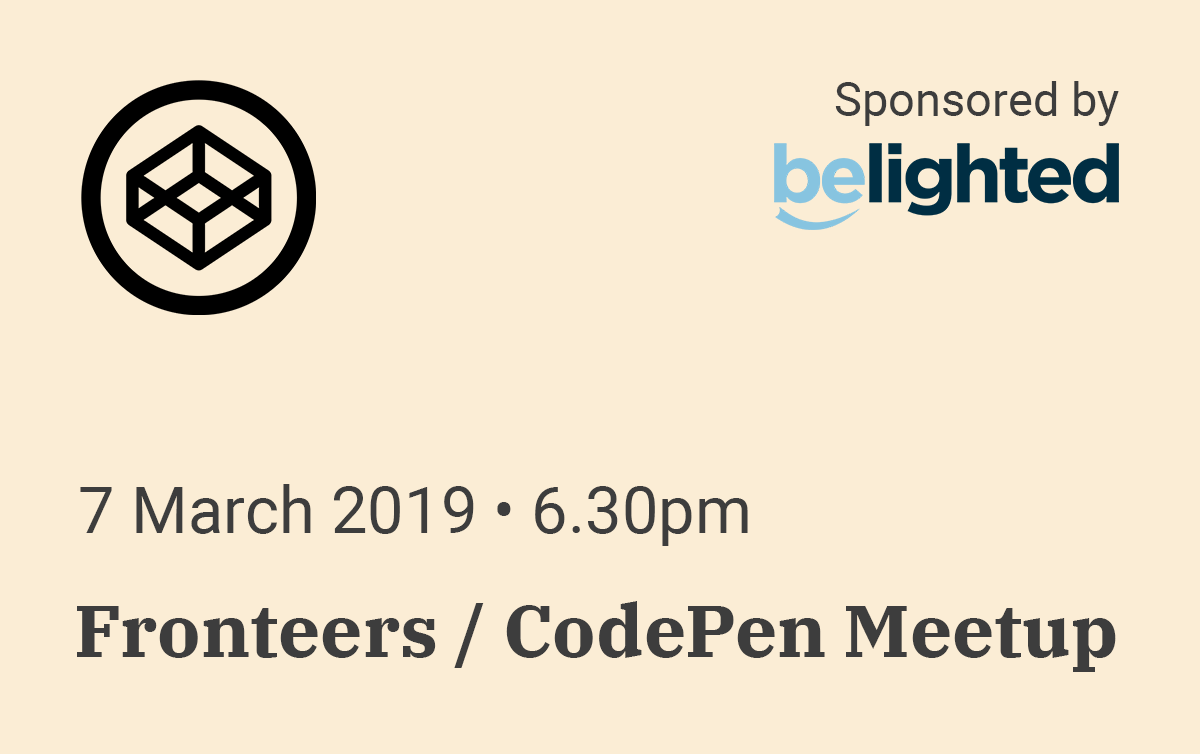 Sponsored by
belighted
7 March 2019 • 6.30pm
Fronteers / CodePen Meetup